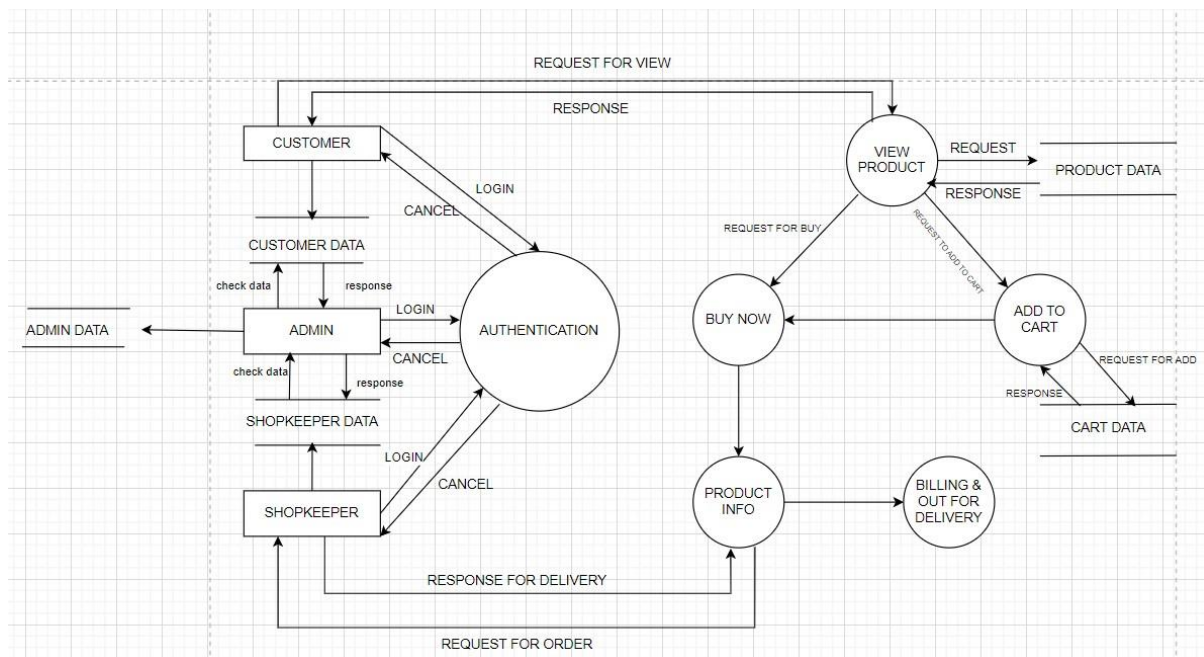 REQUEST FOR VIEW
RESPONSE
CUSTOMER
VIEW
PRODUCT
REQUEST
PRODUCT DATA
RESPONSE
LOGIN
CANCEL
REQUEST FOR BUY
REQUEST TO ADD TO CART
CUSTOMER DATA
check data
response
ADMIN DATA
ADMIN
LOGIN
CANCEL
AUTHENTICATION
BUY NOW
ADD TO
CART
check data
response
REQUEST FOR ADD
RESPONSE
SHOPKEEPER DATA
CART DATA
LOGIN
CANCEL
SHOPKEEPER
PRODUCT
INFO
BILLING &
OUT FOR
DELIVERY
RESPONSE FOR DELIVERY
REQUEST FOR ORDER